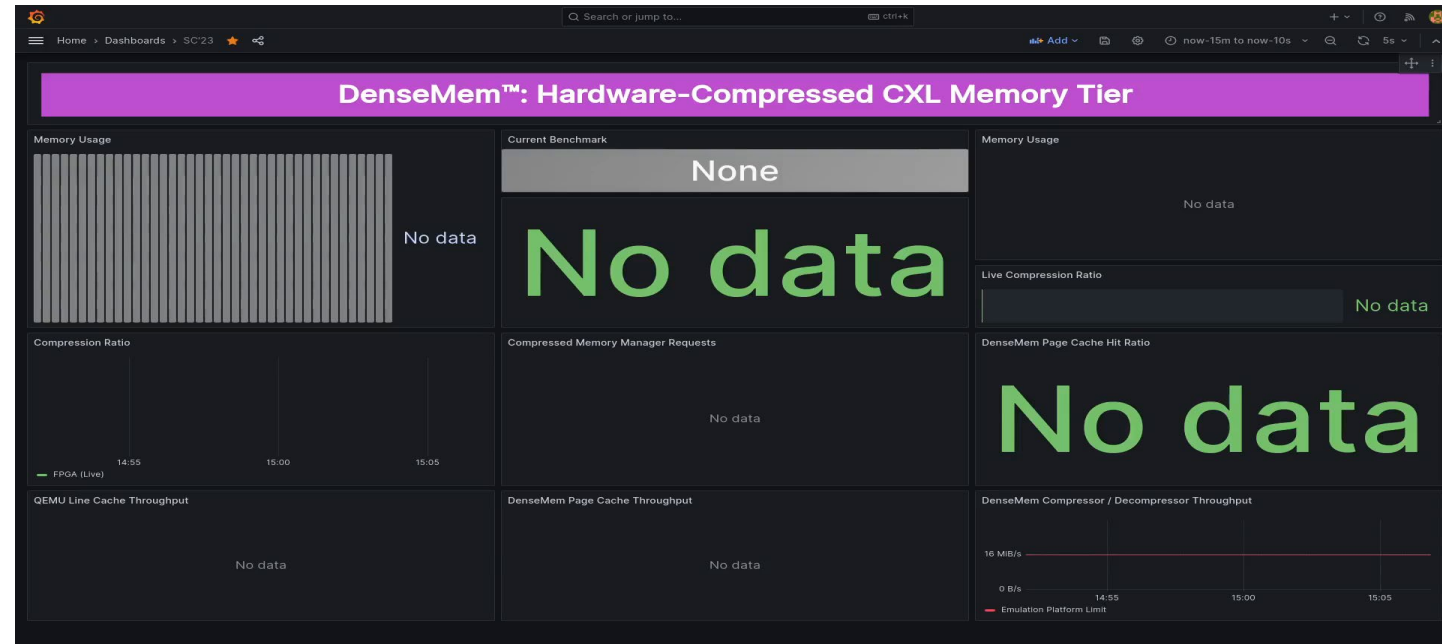 Search or jump to...
ctrl+k
Home > Dashboards > SC'23
Add
now-15m to now-10s
5s
DenseMem™: Hardware-Compressed CXL Memory Tier
Memory Usage
No data
Current Benchmark
None
No data
Memory Usage
No data
Live Compression Ratio
No data
Compression Ratio
14:55
15:00
15:05
FPGA (Live)
Compressed Memory Manager Requests
No data
DenseMem Page Cache Hit Ratio
No data
QEMU Line Cache Throughput
No data
DenseMem Page Cache Throughput
No data
DenseMem Compressor / Decompressor Throughput
16 MiB/s
0 B/s
14:55
15:00
15:05
Emulation Platform Limit